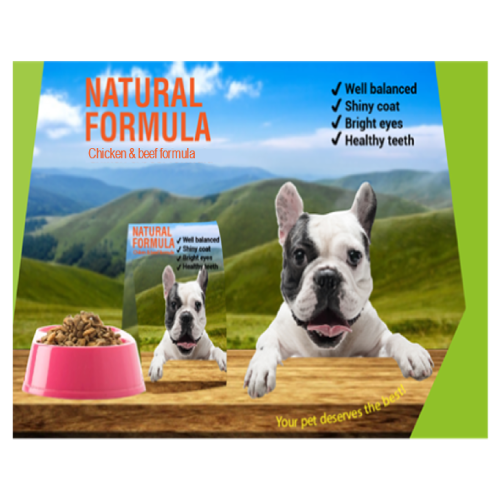 NATURAL
FORMULA
Chicken & beef formula
✓ Well balanced
✓ Shiny coat
✓ Bright eyes
✓ Healthy teeth
NATURAL
FORMULA
✓ Well balanced
✓ Shiny coat
✓ Bright eyes
✓ Healthy teeth
Your pet deserves the best!